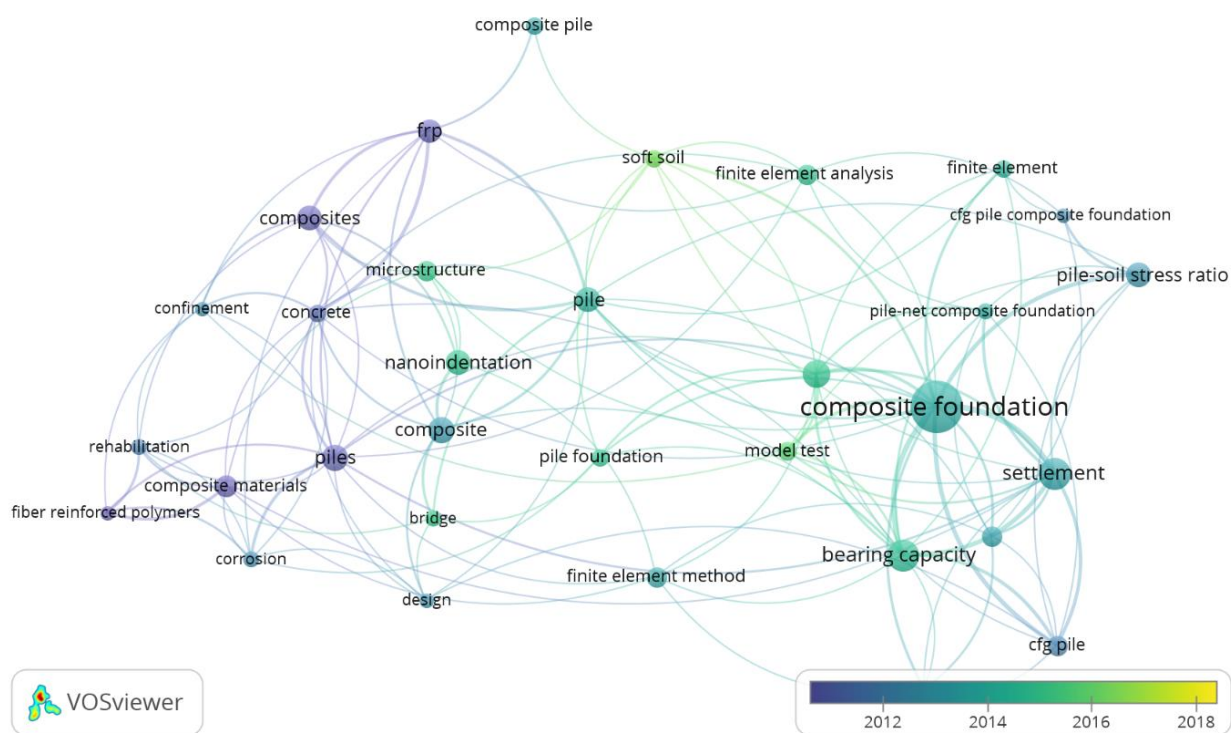 composite pile
frp
soft soil
finite element analysis
finite element
composites
cfg pile composite foundation
microstructure
pile-soil stress ratio
pile
confinement
concrete
pile-net composite foundation
nanoindentation
composite foundation
composite
rehabilitation
piles
pile foundation
model test
settlement
composite materials
fiber reinforced polymers
bridge
bearing capacity
corrosion
finite element method
design
cfg pile
VOSviewer
2012 2014 2016 2018